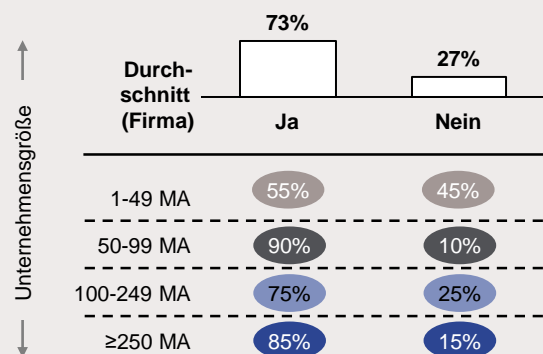 73%
27%
Durch-
schnitt
(Firma)
Ja
Nein
Unternehmensgröße
1-49 MA
55%
45%
50-99 MA
90%
10%
100-249 MA
75%
25%
≥250 MA
85%
15%